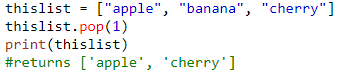 thislist = ["apple", "banana", "cherry"]
thislist.pop(1)
print(thislist)
#returns ['apple', 'cherry']